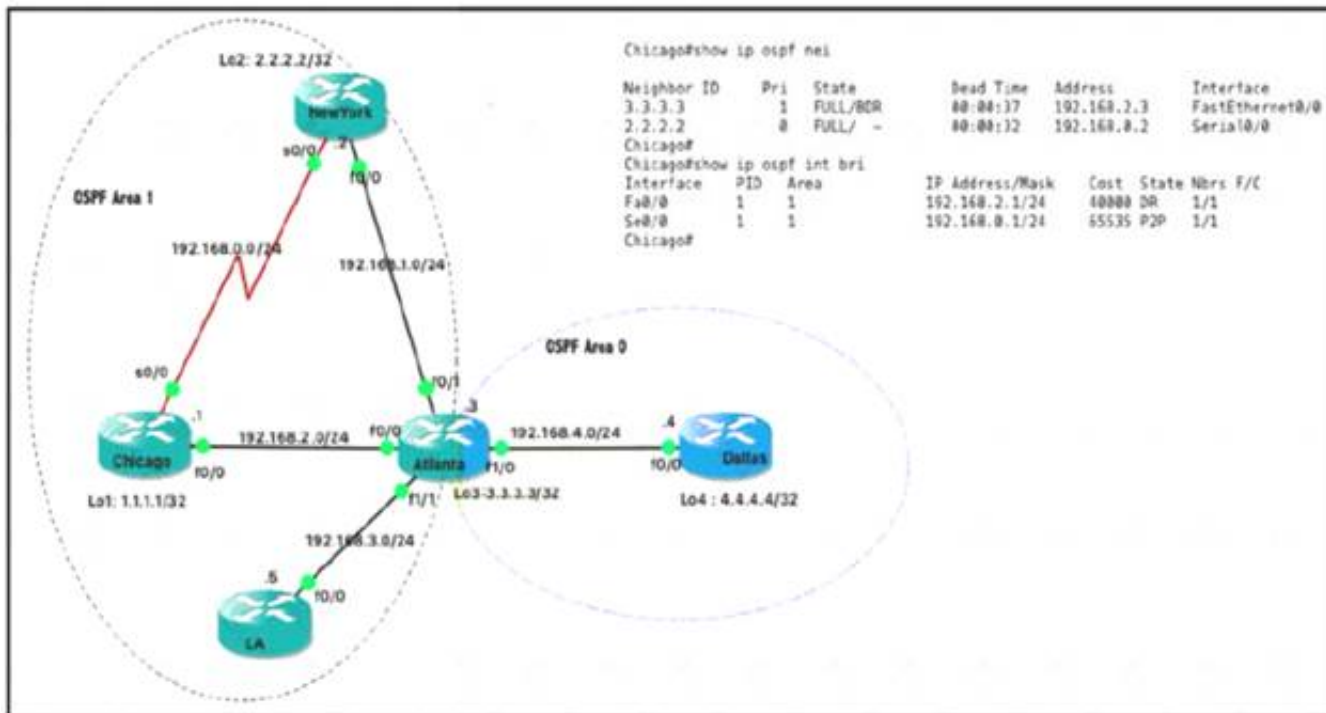 Lo2: 2.2.2.2/32
NewYork
.2
s0/0
f0/0
OSPF Area 1
192.168.0.0/24
192.168.1.0/24
s0/0
f0/1
OSPF Area 0
.1
.3
.4
192.168.2.0/24
f0/0
192.168.4.0/24
Chicago
f0/0
Atlanta
f1/0
f0/0
Dallas
Lo1: 1.1.1.1/32
f1/1
Lo3-3.3.3.3/32
Lo4 : 4.4.4.4/32
192.168.3.0/24
.5
f0/0
LA
Chicago#show ip ospf nei
Neighbor ID Pri State Dead Time Address Interface
3.3.3.3 1 FULL/BDR 00:00:37 192.168.2.3 FastEthernet0/0
2.2.2.2 0 FULL/ - 00:00:32 192.168.0.2 Serial0/0
Chicago#
Chicago#show ip ospf int bri
Interface PID Area IP Address/Mask Cost State Nbrs F/C
Fa0/0 1 1 192.168.2.1/24 40000 DR 1/1
Se0/0 1 1 192.168.0.1/24 65535 P2P 1/1
Chicago#